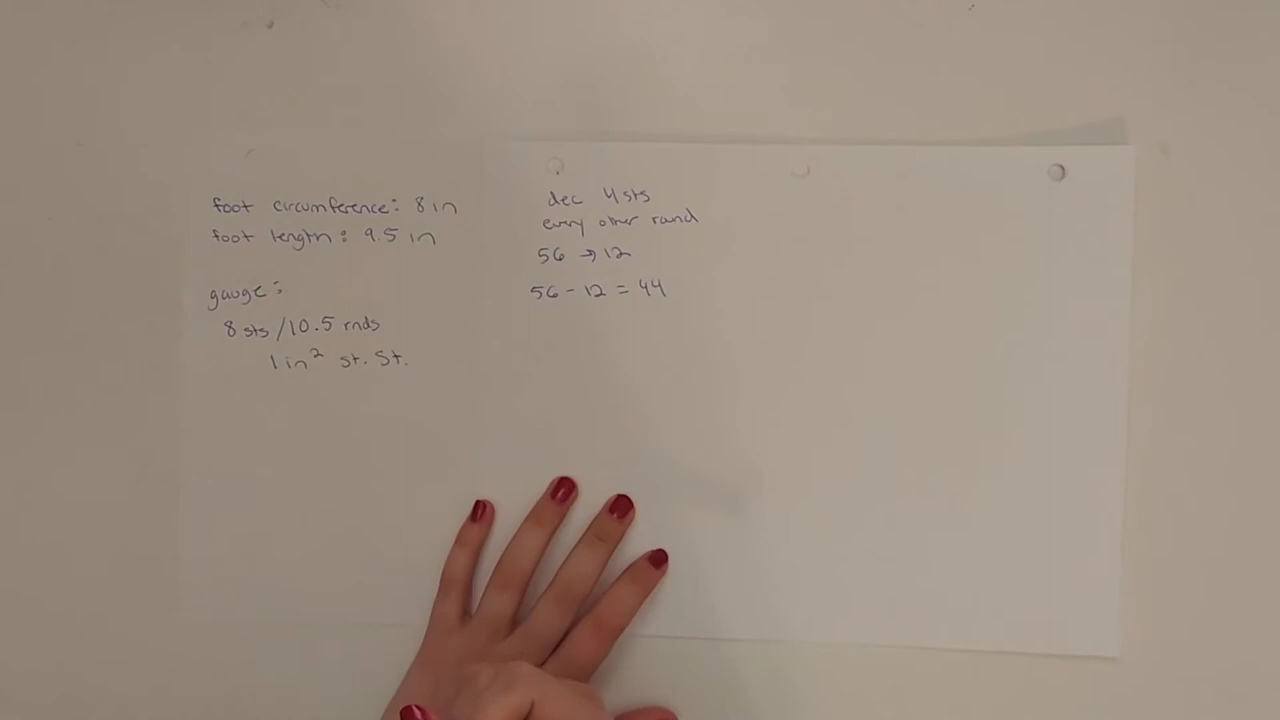 foot circumference: 8 in
foot length: 9.5 in
gauge:
8 sts/10.5 rnds
1 in² st. St.
dec 4 sts
every other round
56 → 12
56 - 12 = 44